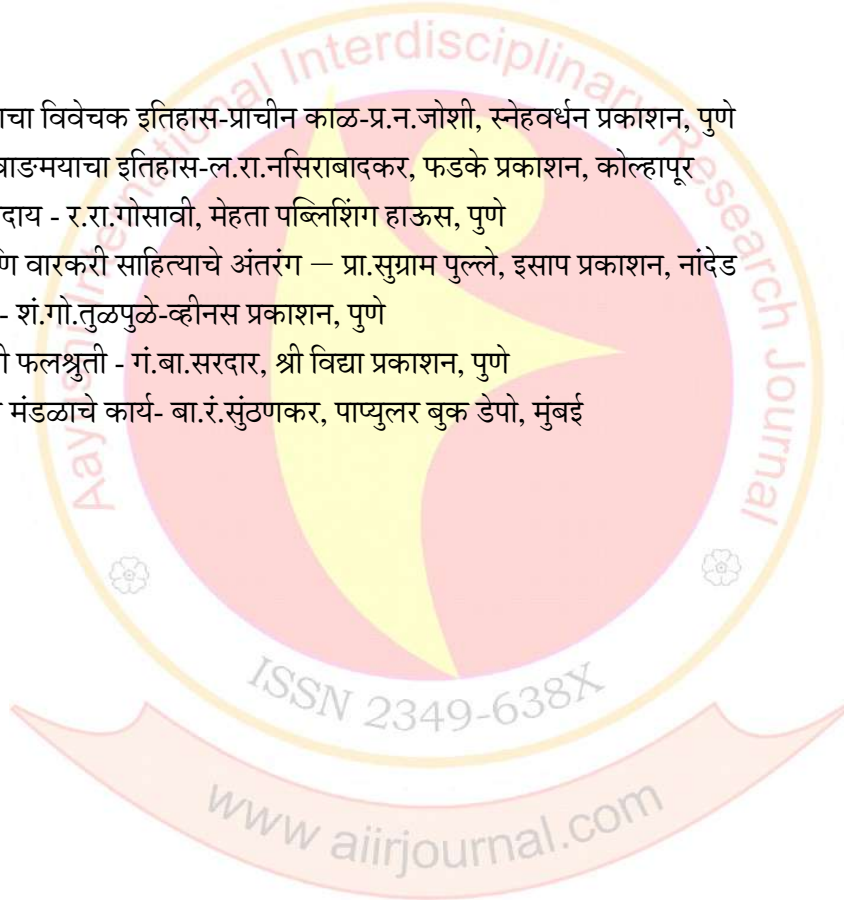 ाचा विवेचक इतिहास-प्राचीन काळ-प्र.न.जोशी, स्नेहवर्धन प्रकाशन, पुणे
वाङमयाचा इतिहास-ल.रा.नसिराबादकर, फडके प्रकाशन, कोल्हापूर
दाय - र.रा.गोसावी, मेहता पब्लिशिंग हाऊस, पुणे
णि वारकरी साहित्याचे अंतरंग – प्रा.सुग्राम पुल्ले, इसाप प्रकाशन, नांदेड
- शं.गो.तुळपुळे-व्हीनस प्रकाशन, पुणे
ी फलश्रुती - गं.बा.सरदार, श्री विद्या प्रकाशन, पुणे
मंडळाचे कार्य- बा.रं.सुंठणकर, पाप्युलर बुक डेपो, मुंबई
Aayushi International Interdisciplinary Research Journal
ISSN 2349-638X
www.aiirjournal.com